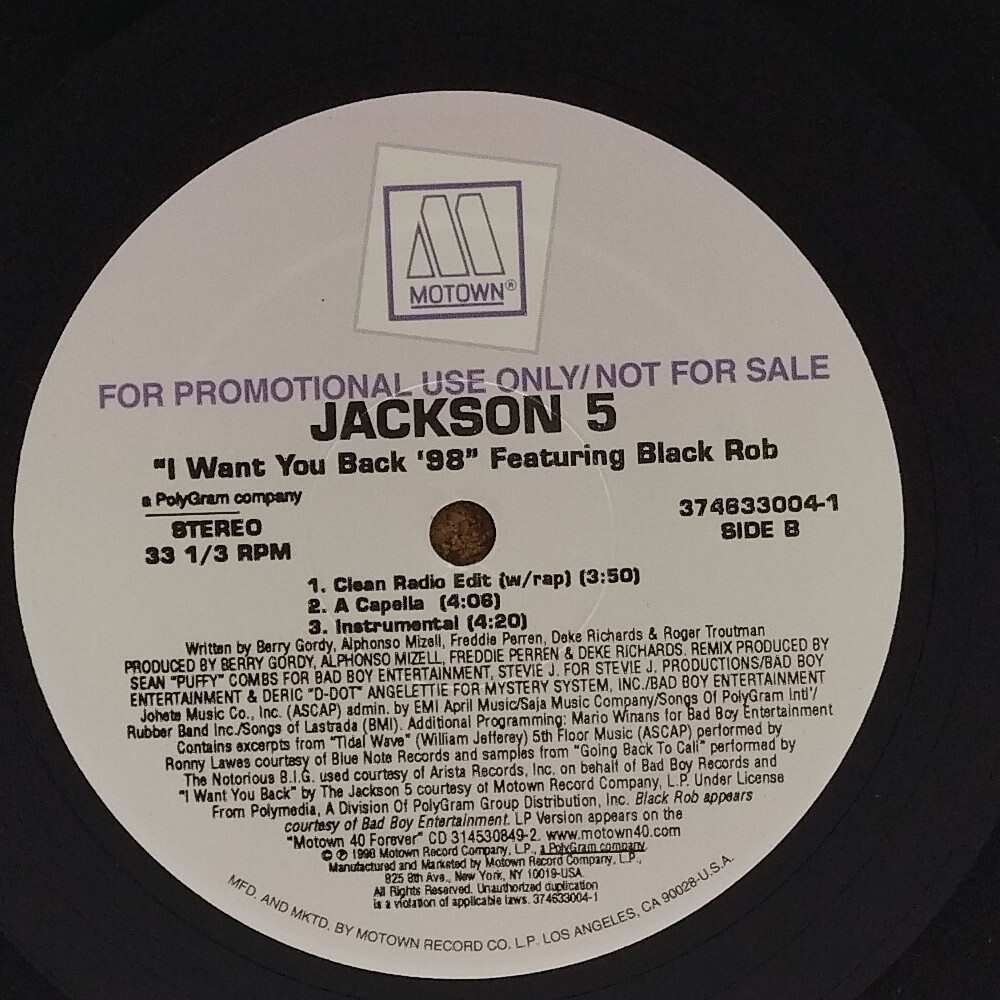 MOTOWN®
FOR PROMOTIONAL USE ONLY/NOT FOR SALE
JACKSON 5
"I Want You Back '98" Featuring Black Rob
a PolyGram company
STEREO
33 1/3 RPM
374633004-1
SIDE B
1. Clean Radio Edit (w/rap) (3:50)
2. A Capella (4:06)
3. Instrumental (4:20)
Written by Berry Gordy, Alphonso Mizell, Freddie Perren, Deke Richards & Roger Troutman
PRODUCED BY BERRY GORDY, ALPHONSO MIZELL, FREDDIE PERREN & DEKE RICHARDS. REMIX PRODUCED BY
SEAN "PUFFY" COMBS FOR BAD BOY ENTERTAINMENT, STEVIE J. FOR STEVIE J. PRODUCTIONS/BAD BOY
ENTERTAINMENT & DERIC "D-DOT" ANGELETTIE FOR MYSTERY SYSTEM, INC./BAD BOY ENTERTAINMENT
Jobete Music Co., Inc. (ASCAP) admin. by EMI April Music/Saja Music Company/Songs Of PolyGram Intl'/
Rubber Band Inc./Songs of Lastrada (BMI). Additional Programming: Mario Winans for Bad Boy Entertainment
Contains excerpts from "Tidal Wave" (William Jefferey) 5th Floor Music (ASCAP) performed by
Ronny Lawes courtesy of Blue Note Records and samples from "Going Back To Cali" performed by
The Notorious B.I.G. used courtesy of Arista Records, Inc. on behalf of Bad Boy Records and
"I Want You Back" by The Jackson 5 courtesy of Motown Record Company, L.P. Under License
From Polymedia, A Division Of PolyGram Group Distribution, Inc. Black Rob appears
courtesy of Bad Boy Entertainment. LP Version appears on the
"Motown 40 Forever" CD 314530849-2. www.motown40.com
© ℗ 1998 Motown Record Company, L.P., a PolyGram company.
Manufactured and Marketed by Motown Record Company, L.P.,
825 8th Ave., New York, NY 10019-USA.
All Rights Reserved. Unauthorized duplication
is a violation of applicable laws. 374633004-1
MFD. AND MKTD. BY MOTOWN RECORD CO. L.P. LOS ANGELES, CA 90028-U.S.A.